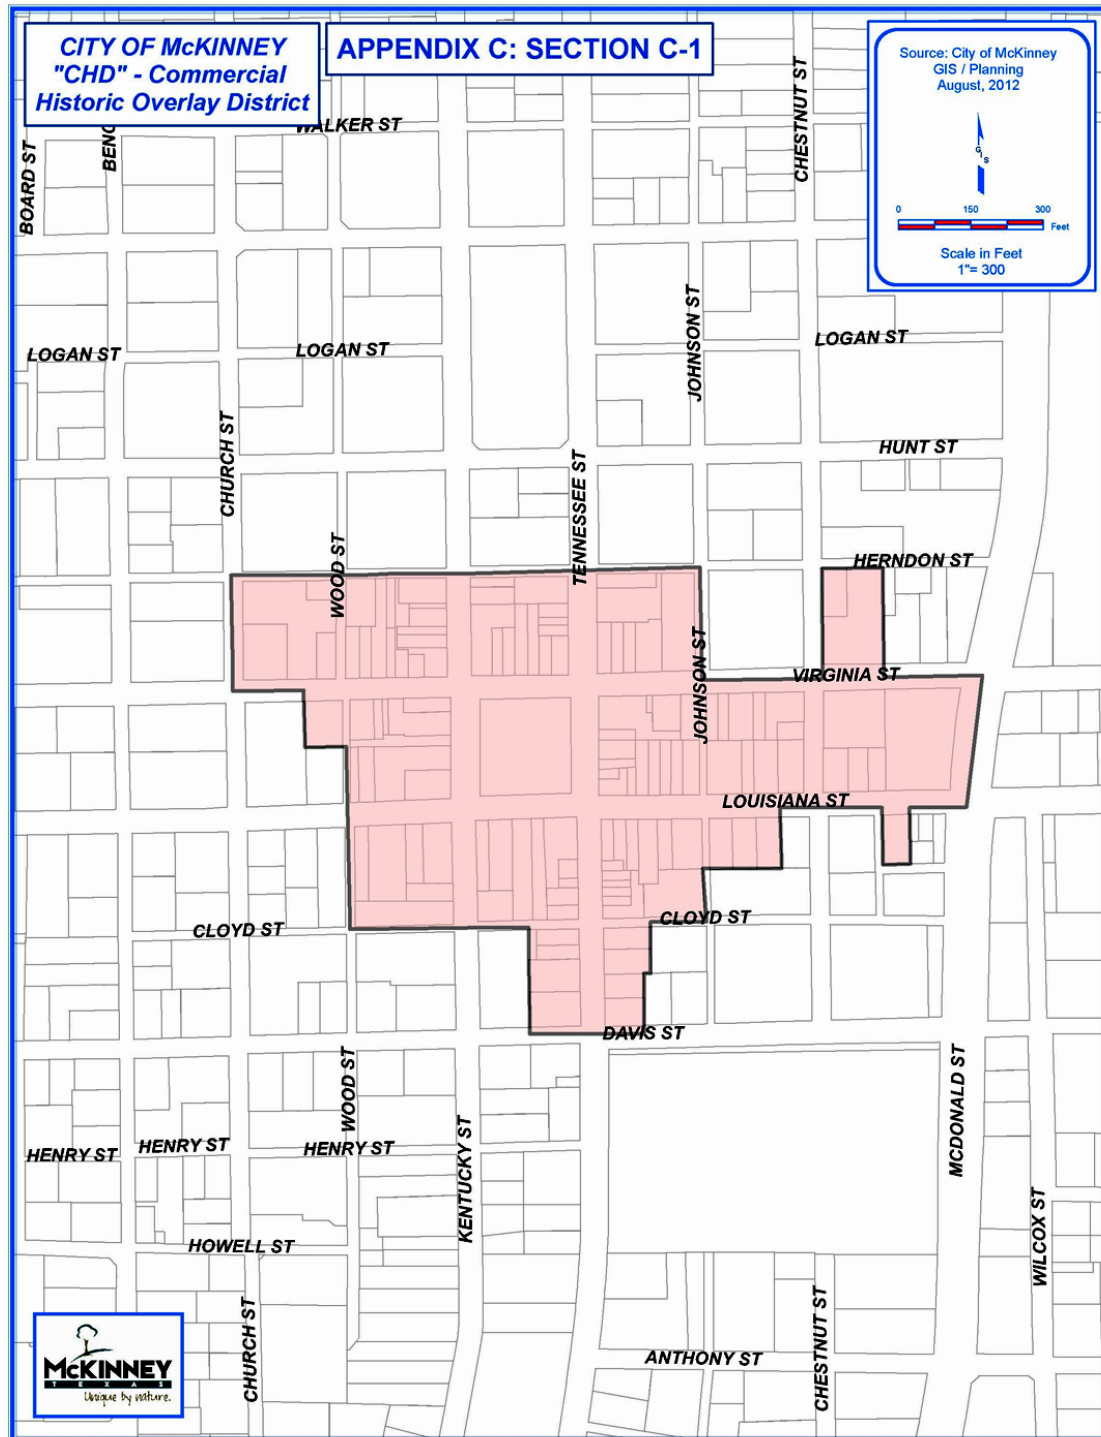 CITY OF McKINNEY
"CHD" - Commercial
Historic Overlay District
APPENDIX C: SECTION C-1
Source: City of McKinney
GIS / Planning
August, 2012
GIS
0 150 300
Feet
Scale in Feet
1"= 300
WALKER ST
BOARD ST
BENG
CHESTNUT ST
JOHNSON ST
LOGAN ST
LOGAN ST
LOGAN ST
CHURCH ST
HUNT ST
TENNESSEE ST
WOOD ST
HERNDON ST
JOHNSON ST
VIRGINIA ST
LOUISIANA ST
CLOYD ST
CLOYD ST
DAVIS ST
WOOD ST
MCDONALD ST
KENTUCKY ST
HENRY ST
HENRY ST
HENRY ST
WILCOX ST
HOWELL ST
CHURCH ST
CHESTNUT ST
ANTHONY ST
McKINNEY
TEXAS
Unique by nature.